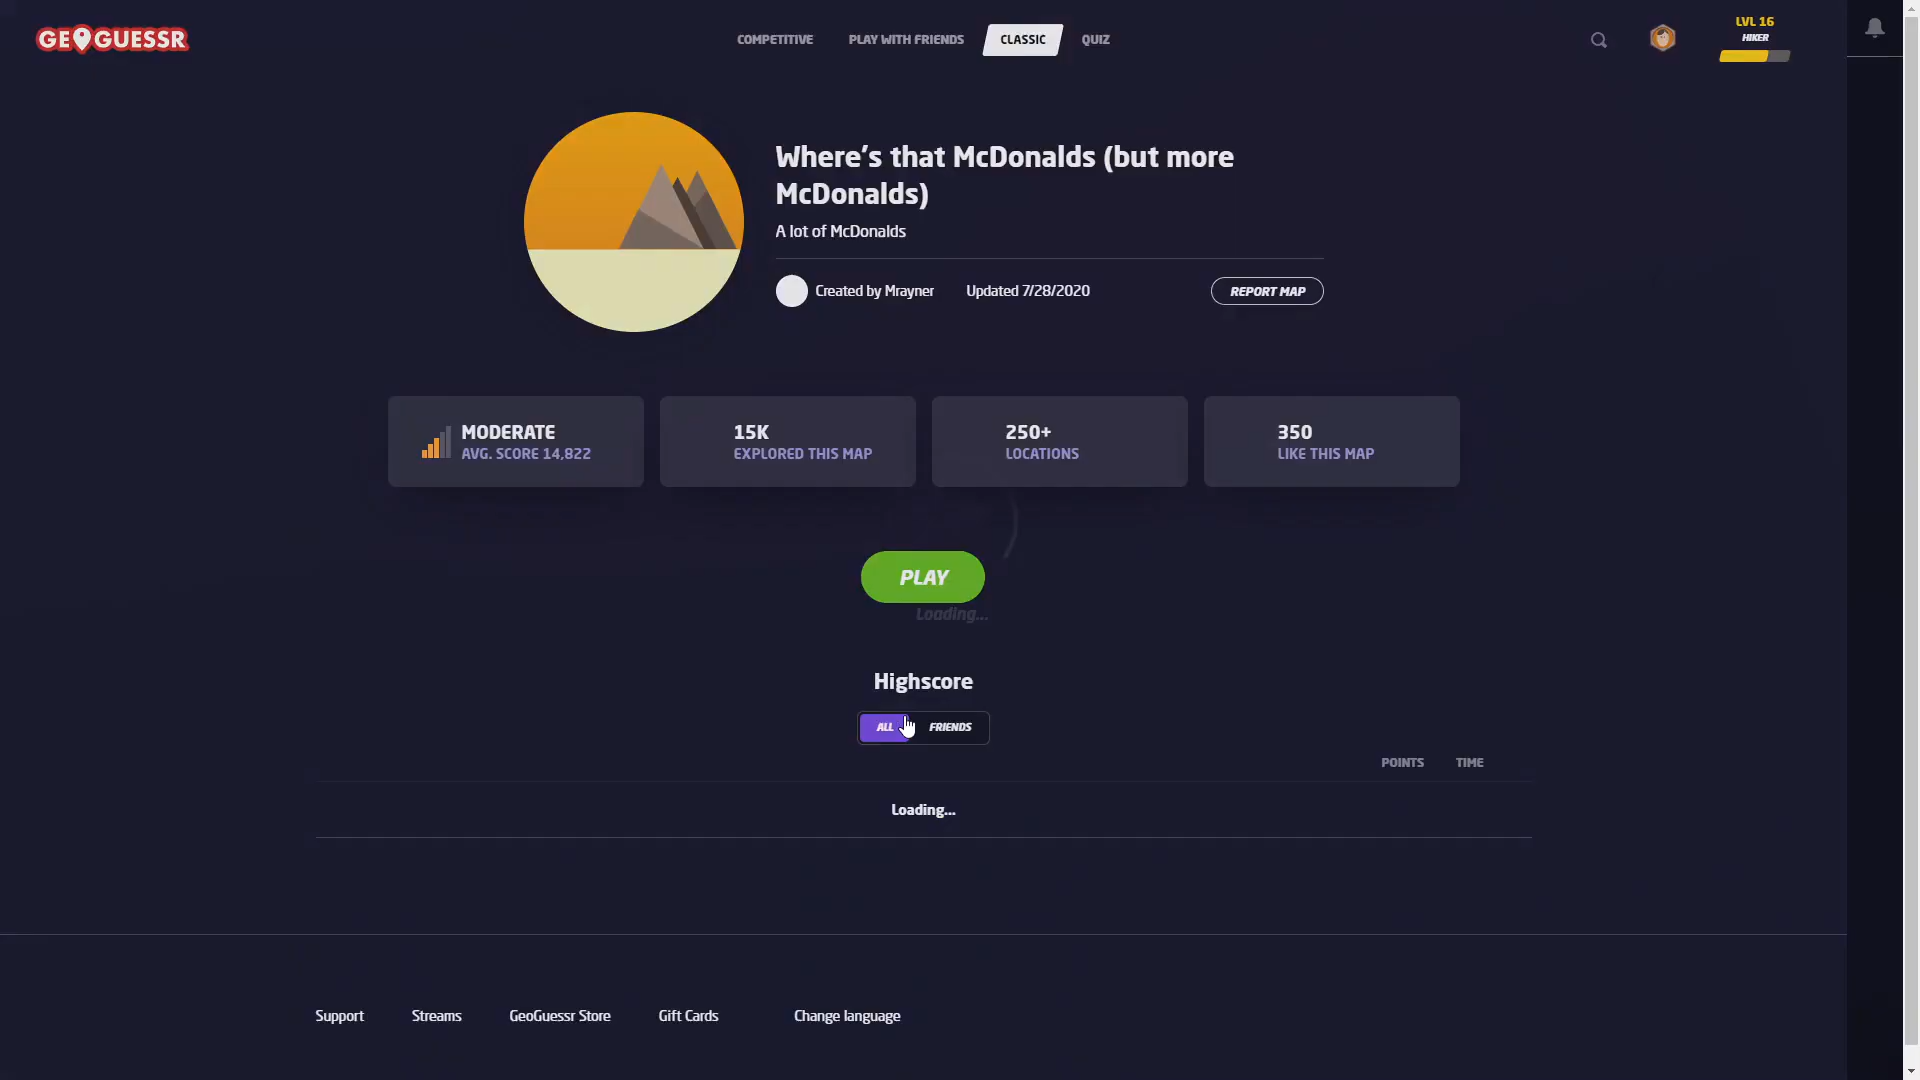 GEOGUESSR
COMPETITIVE
PLAY WITH FRIENDS
CLASSIC
QUIZ
LVL 16
HIKER
Where's that McDonalds (but more
McDonalds)
A lot of McDonalds
Created by Mrayner
Updated 7/28/2020
REPORT MAP
MODERATE
AVG. SCORE 14,822
15K
EXPLORED THIS MAP
250+
LOCATIONS
350
LIKE THIS MAP
PLAY
Loading...
Highscore
ALL
FRIENDS
POINTS
TIME
Loading...
Support
Streams
GeoGuessr Store
Gift Cards
Change language